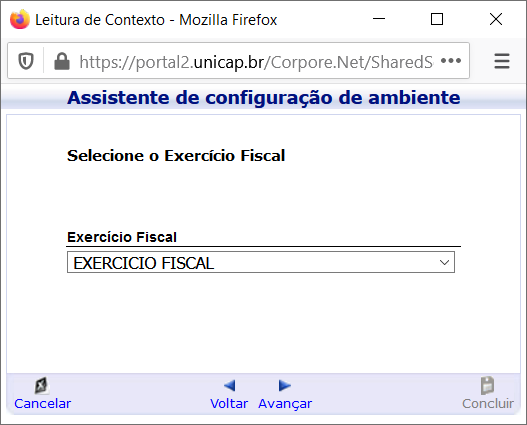 Leitura de Contexto - Mozilla Firefox
https://portal2.unicap.br/Corpore.Net/SharedS •••
Assistente de configuração de ambiente
Selecione o Exercício Fiscal
Exercício Fiscal
EXERCICIO FISCAL
Cancelar Voltar Avançar Concluir